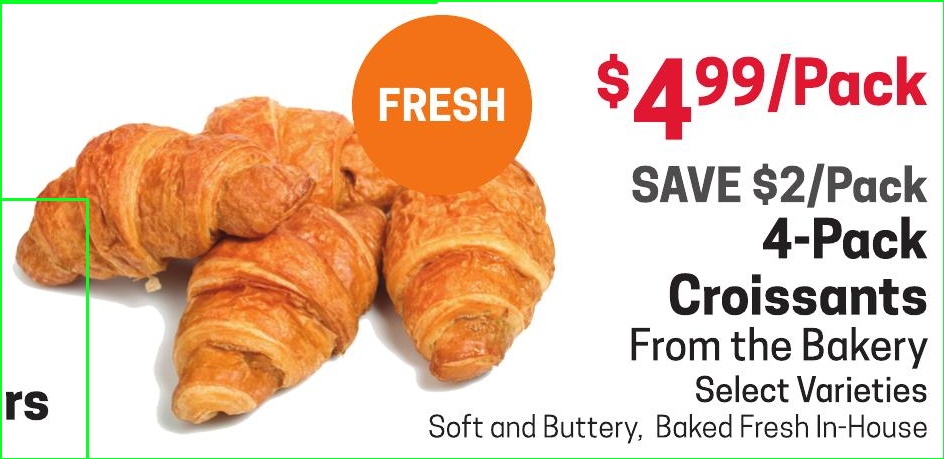 FRESH
$4.99/Pack
SAVE $2/Pack
4-Pack
Croissants
From the Bakery
Select Varieties
Soft and Buttery, Baked Fresh In-House
rs